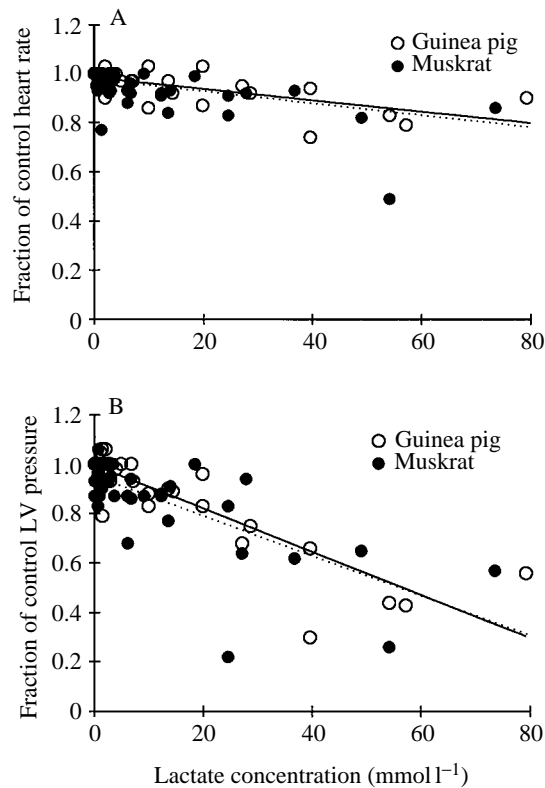 A
Guinea pig
Muskrat
Fraction of control heart rate
1.2
1.0
0.8
0.6
0.4
0.2
0
0 20 40 60 80
B
Guinea pig
Muskrat
Fraction of control LV pressure
1.2
1.0
0.8
0.6
0.4
0.2
0
0 20 40 60 80
Lactate concentration (mmol l⁻¹)